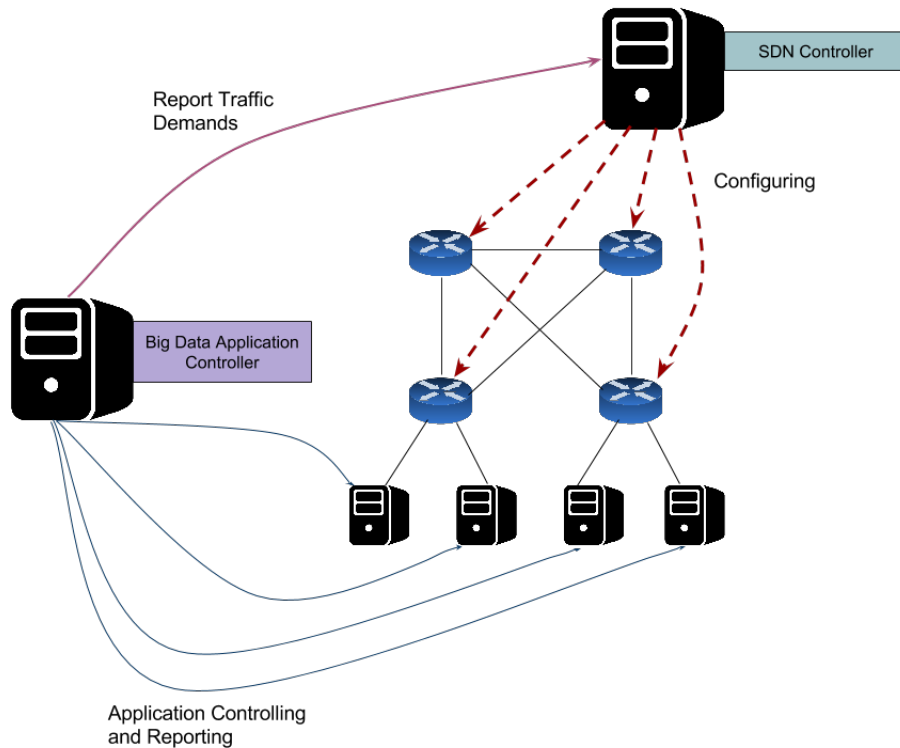 SDN Controller
Report Traffic
Demands
Configuring
Big Data Application
Controller
Application Controlling
and Reporting